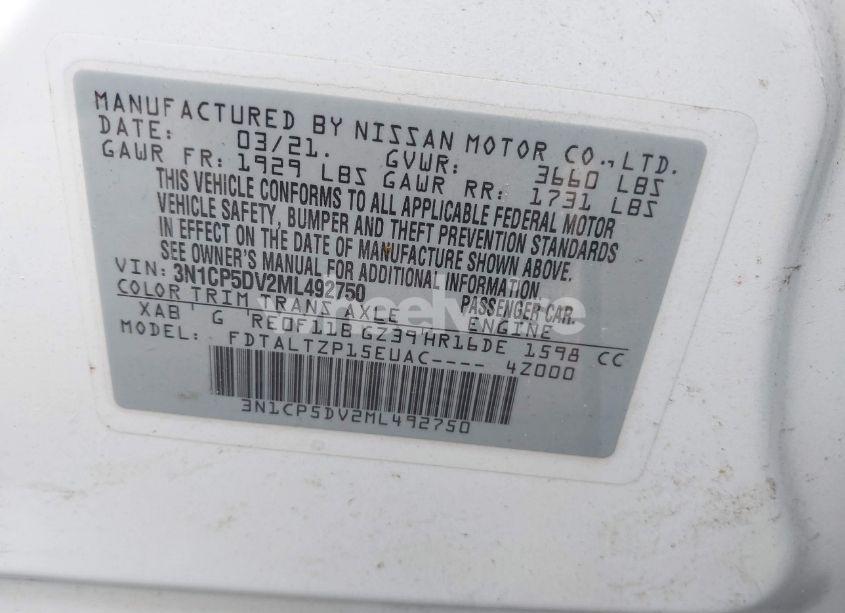 MANUFACTURED BY NISSAN MOTOR CO., LTD.
DATE: 03/21. GVWR: 3660 LBS
GAWR FR: 1929 LBS GAWR RR: 1731 LBS
THIS VEHICLE CONFORMS TO ALL APPLICABLE FEDERAL MOTOR
VEHICLE SAFETY, BUMPER AND THEFT PREVENTION STANDARDS
IN EFFECT ON THE DATE OF MANUFACTURE SHOWN ABOVE.
SEE OWNER'S MANUAL FOR ADDITIONAL INFORMATION
VIN: 3N1CP5DV2ML492750 PASSENGER CAR.
COLOR TRIM TRANS AXLE ENGINE
XAB G RE0F11B GZ39 HR16DE 1598 CC
MODEL: FDTALTZP15EUAC---- 4Z000
3N1CP5DV2ML492750